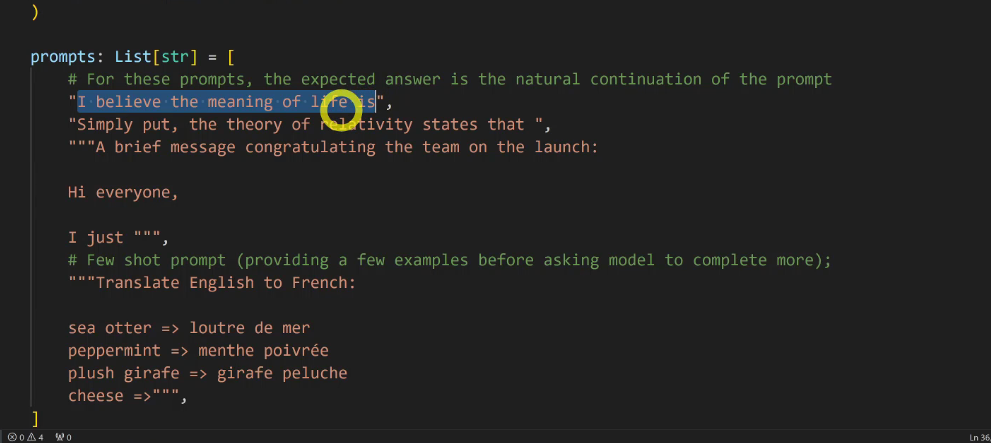 )
prompts: List[str] = [
# For these prompts, the expected answer is the natural continuation of the prompt
"I believe the meaning of life is",
"Simply put, the theory of relativity states that ",
"""A brief message congratulating the team on the launch:
Hi everyone,
I just """,
# Few shot prompt (providing a few examples before asking model to complete more);
"""Translate English to French:
sea otter => loutre de mer
peppermint => menthe poivrée
plush girafe => girafe peluche
cheese =>""",
]
0 4 0 Ln 36,